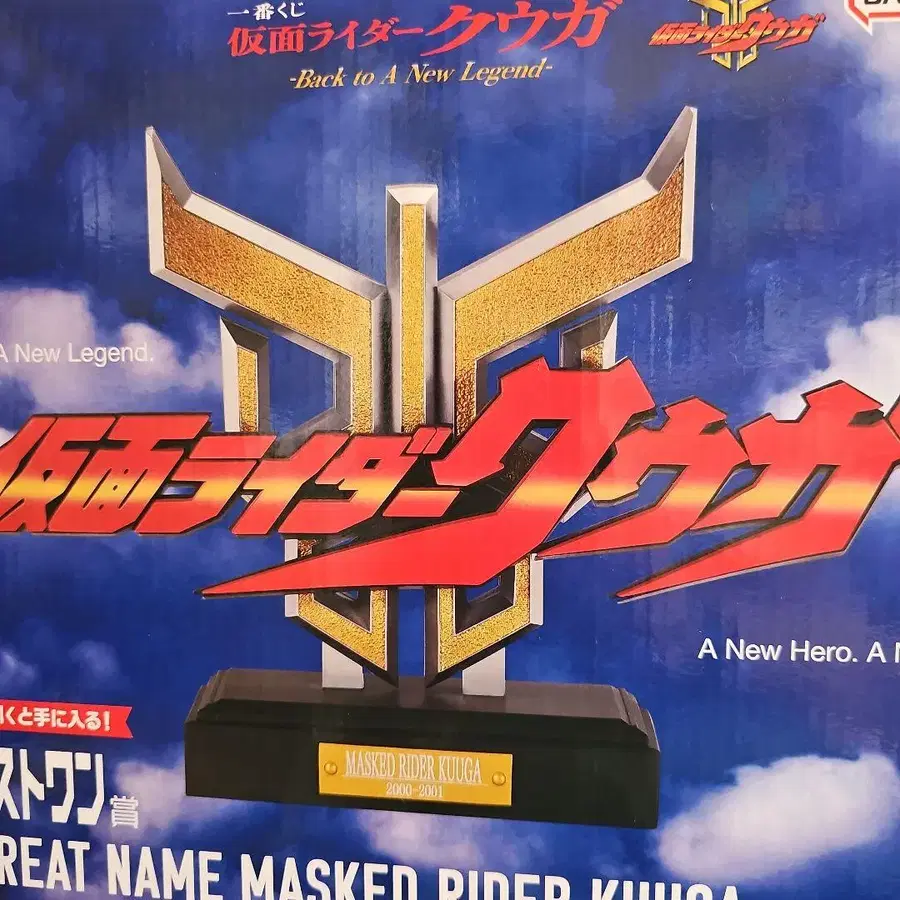 一番くじ
仮面ライダークウガ
-Back to A New Legend-
仮面ライダークウガ
A New Legend.
仮面ライダークウガ
A New Hero. A
くと手に入る!
ストワン賞
MASKED RIDER KUUGA
2000-2001
REAT NAME MASKED RIDER KUUGA